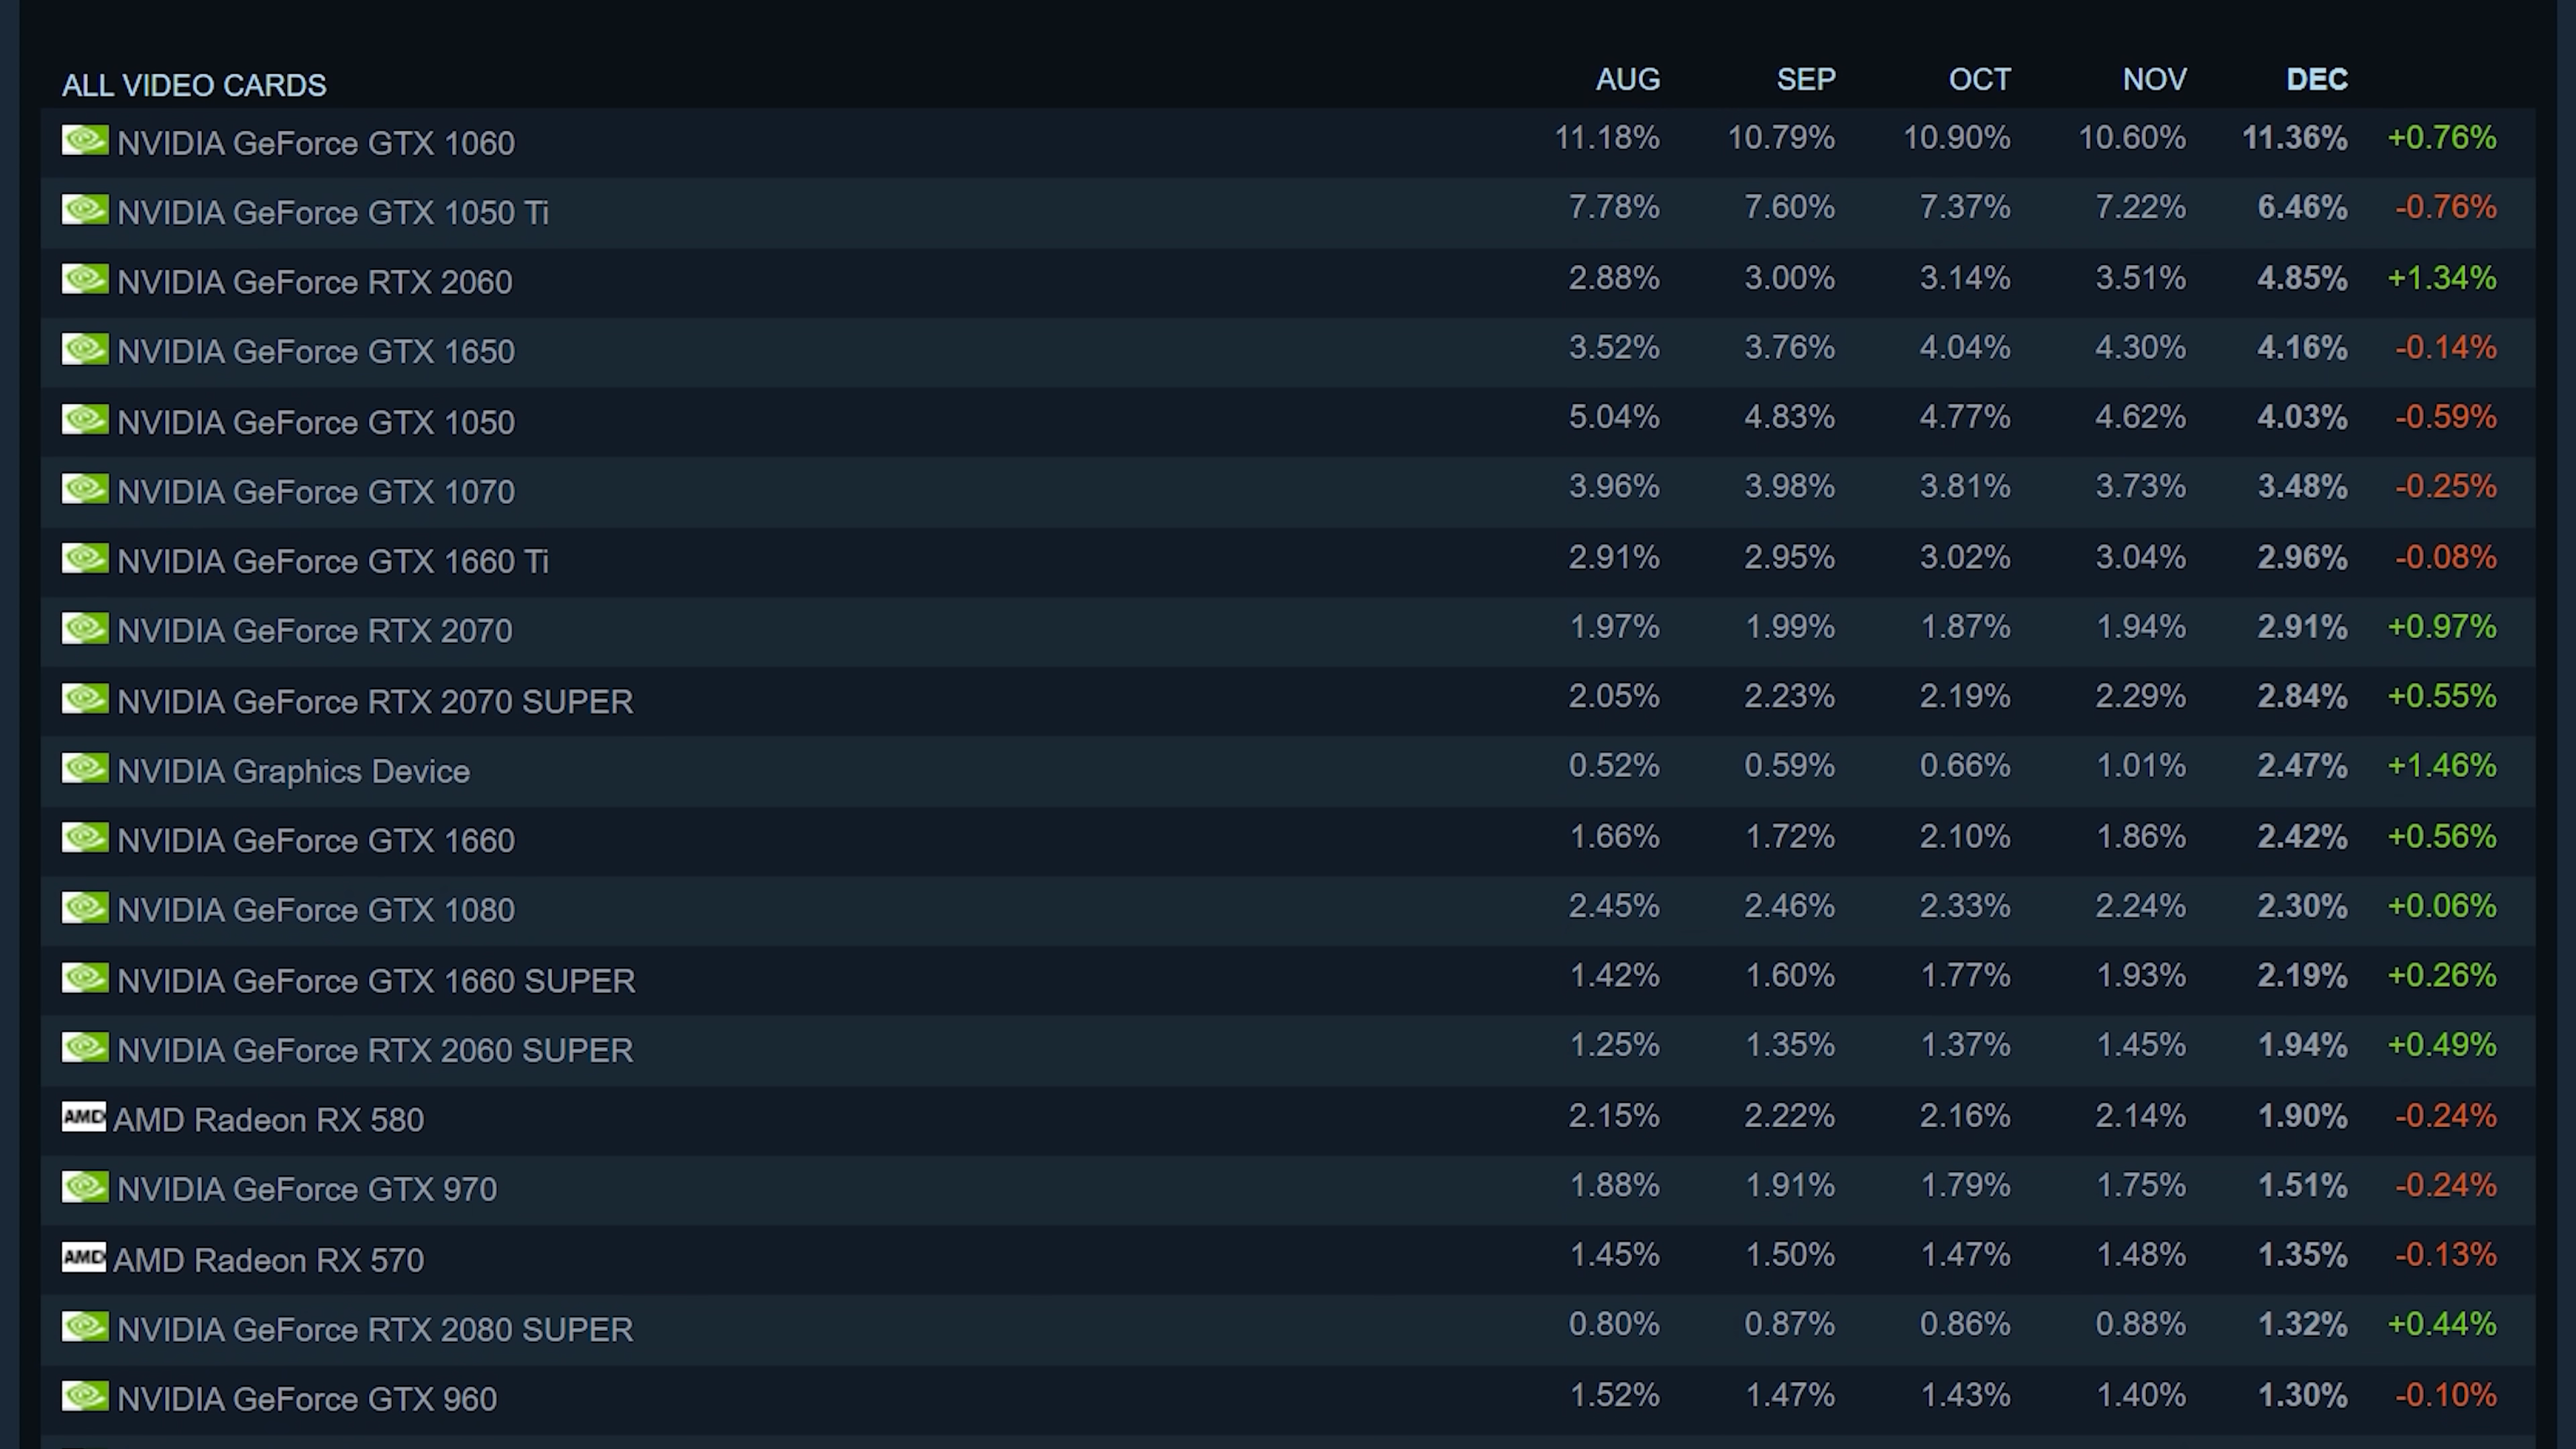 ALL VIDEO CARDS AUG SEP OCT NOV DEC
NVIDIA GeForce GTX 1060 11.18% 10.79% 10.90% 10.60% 11.36% +0.76%
NVIDIA GeForce GTX 1050 Ti 7.78% 7.60% 7.37% 7.22% 6.46% -0.76%
NVIDIA GeForce RTX 2060 2.88% 3.00% 3.14% 3.51% 4.85% +1.34%
NVIDIA GeForce GTX 1650 3.52% 3.76% 4.04% 4.30% 4.16% -0.14%
NVIDIA GeForce GTX 1050 5.04% 4.83% 4.77% 4.62% 4.03% -0.59%
NVIDIA GeForce GTX 1070 3.96% 3.98% 3.81% 3.73% 3.48% -0.25%
NVIDIA GeForce GTX 1660 Ti 2.91% 2.95% 3.02% 3.04% 2.96% -0.08%
NVIDIA GeForce RTX 2070 1.97% 1.99% 1.87% 1.94% 2.91% +0.97%
NVIDIA GeForce RTX 2070 SUPER 2.05% 2.23% 2.19% 2.29% 2.84% +0.55%
NVIDIA Graphics Device 0.52% 0.59% 0.66% 1.01% 2.47% +1.46%
NVIDIA GeForce GTX 1660 1.66% 1.72% 2.10% 1.86% 2.42% +0.56%
NVIDIA GeForce GTX 1080 2.45% 2.46% 2.33% 2.24% 2.30% +0.06%
NVIDIA GeForce GTX 1660 SUPER 1.42% 1.60% 1.77% 1.93% 2.19% +0.26%
NVIDIA GeForce RTX 2060 SUPER 1.25% 1.35% 1.37% 1.45% 1.94% +0.49%
AMD AMD Radeon RX 580 2.15% 2.22% 2.16% 2.14% 1.90% -0.24%
NVIDIA GeForce GTX 970 1.88% 1.91% 1.79% 1.75% 1.51% -0.24%
AMD AMD Radeon RX 570 1.45% 1.50% 1.47% 1.48% 1.35% -0.13%
NVIDIA GeForce RTX 2080 SUPER 0.80% 0.87% 0.86% 0.88% 1.32% +0.44%
NVIDIA GeForce GTX 960 1.52% 1.47% 1.43% 1.40% 1.30% -0.10%